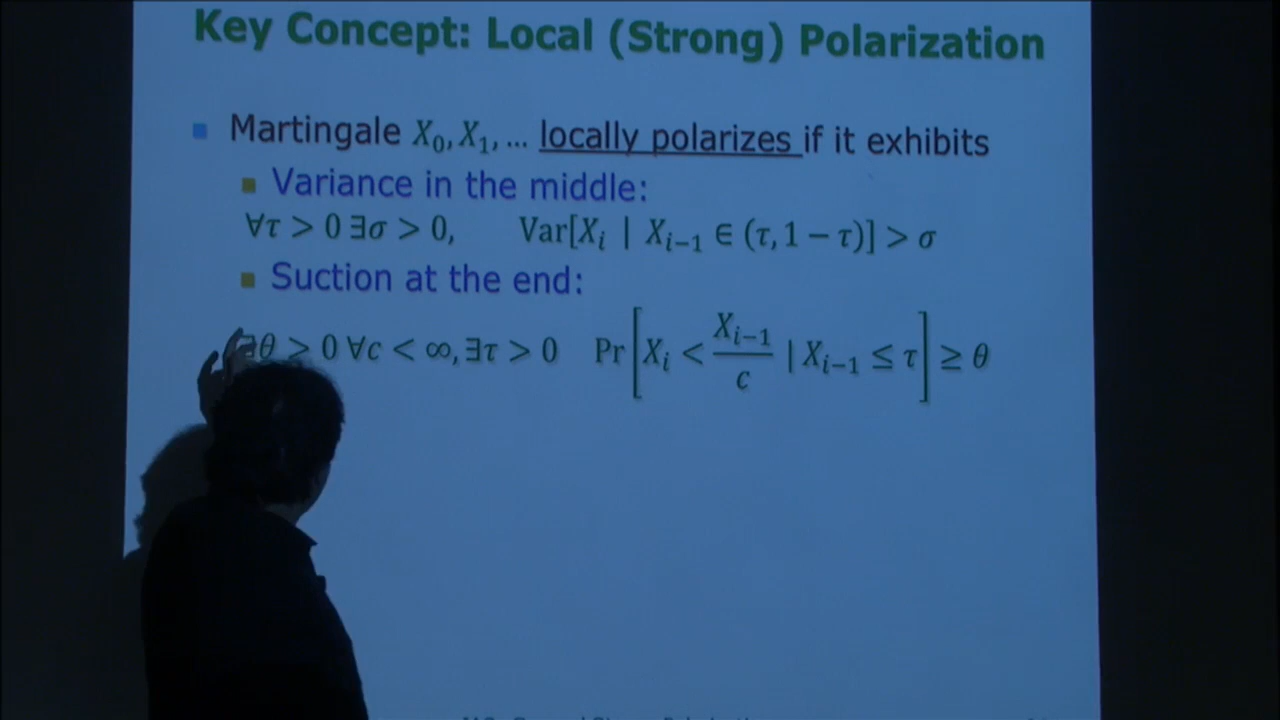 Key Concept: Local (Strong) Polarization
Martingale X₀, X₁, ... locally polarizes if it exhibits
Variance in the middle:
∀τ > 0 ∃σ > 0, Var[Xᵢ | Xᵢ₋₁ ∈ (τ, 1 − τ)] > σ
Suction at the end:
∃θ > 0 ∀c < ∞, ∃τ > 0 Pr[Xᵢ < Xᵢ₋₁/c | Xᵢ₋₁ ≤ τ] ≥ θ